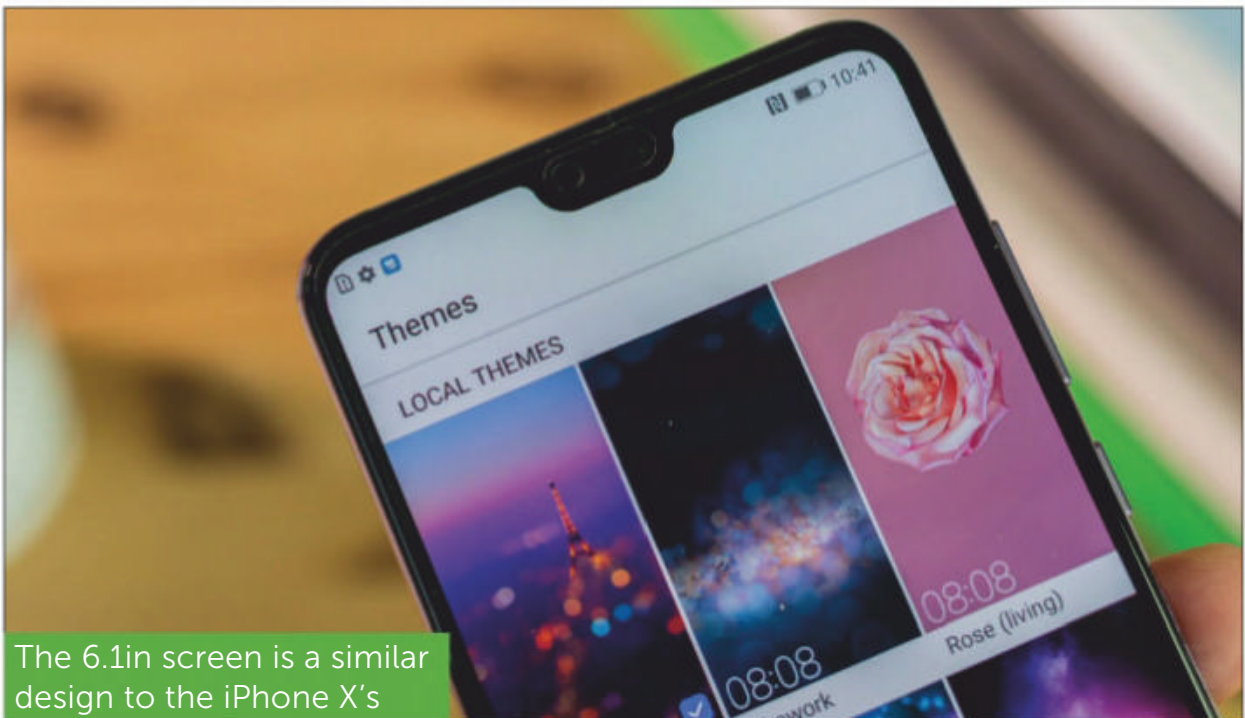 10:41
Themes
LOCAL THEMES
08:08
08:08
Rose (living)
The 6.1in screen is a similar
design to the iPhone X's